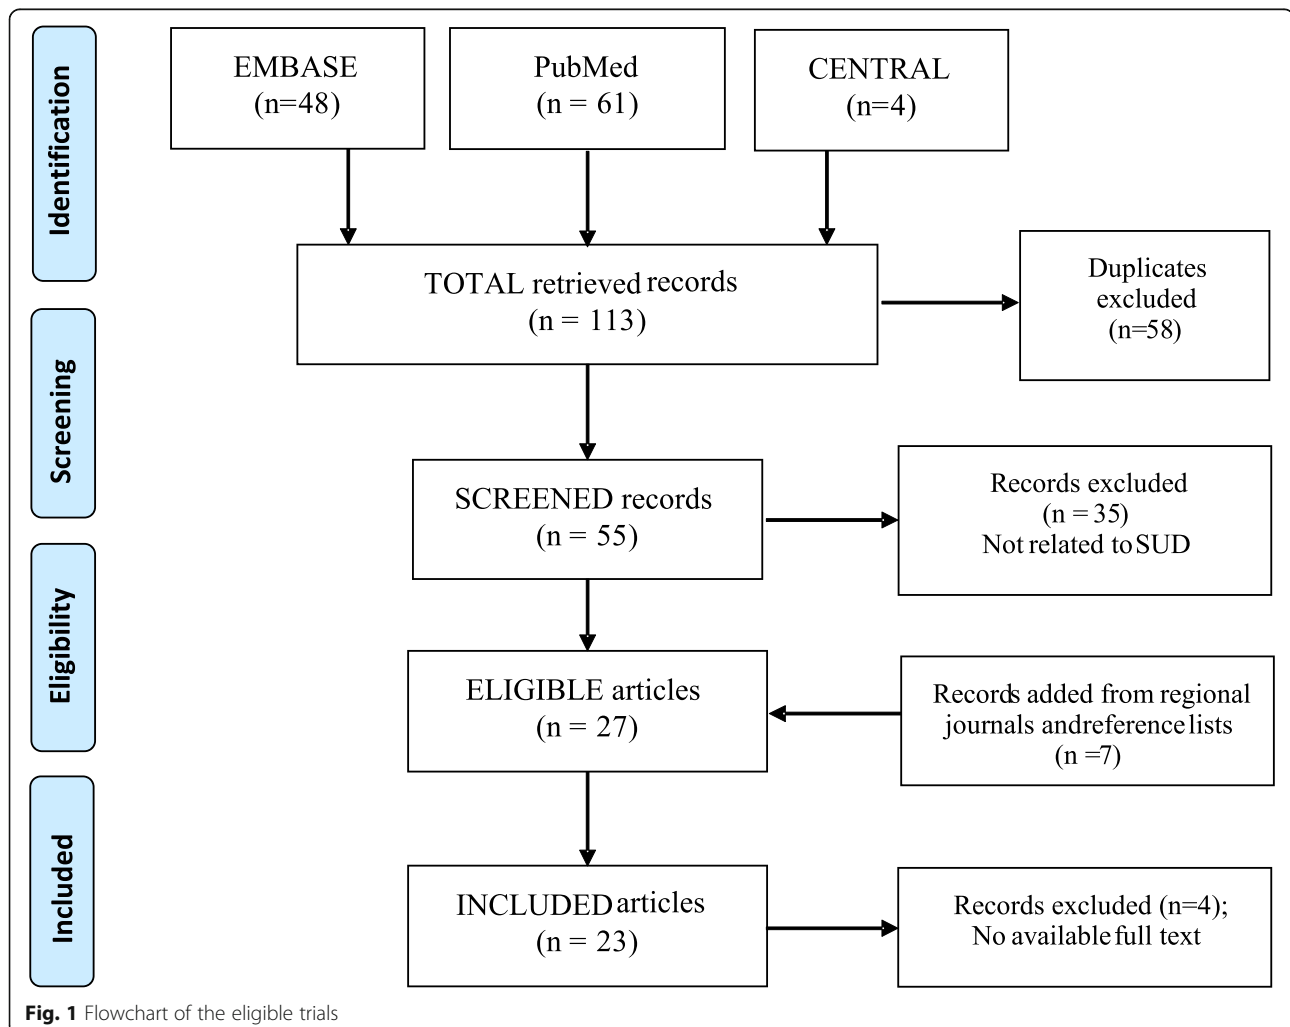 Identification
EMBASE
(n=48)
PubMed
(n = 61)
CENTRAL
(n=4)
TOTAL retrieved records
(n = 113)
Duplicates
excluded
(n=58)
Screening
SCREENED records
(n = 55)
Records excluded
(n = 35)
Not related to SUD
Eligibility
ELIGIBLE articles
(n = 27)
Records added from regional
journals and reference lists
(n =7)
Included
INCLUDED articles
(n = 23)
Records excluded (n=4);
No available full text
Fig. 1 Flowchart of the eligible trials